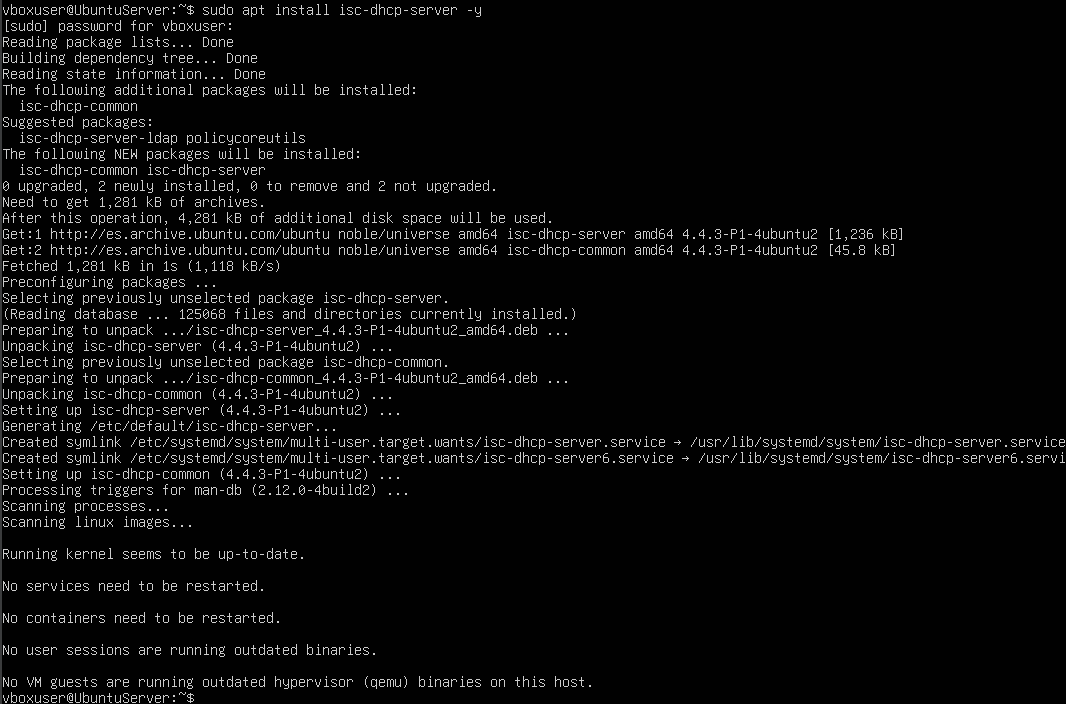 vboxuser@UbuntuServer:~$ sudo apt install isc-dhcp-server -y
[sudo] password for vboxuser:
Reading package lists... Done
Building dependency tree... Done
Reading state information... Done
The following additional packages will be installed:
  isc-dhcp-common
Suggested packages:
  isc-dhcp-server-ldap policycoreutils
The following NEW packages will be installed:
  isc-dhcp-common isc-dhcp-server
0 upgraded, 2 newly installed, 0 to remove and 2 not upgraded.
Need to get 1,281 kB of archives.
After this operation, 4,281 kB of additional disk space will be used.
Get:1 http://es.archive.ubuntu.com/ubuntu noble/universe amd64 isc-dhcp-server amd64 4.4.3-P1-4ubuntu2 [1,236 kB]
Get:2 http://es.archive.ubuntu.com/ubuntu noble/universe amd64 isc-dhcp-common amd64 4.4.3-P1-4ubuntu2 [45.8 kB]
Fetched 1,281 kB in 1s (1,118 kB/s)
Preconfiguring packages ...
Selecting previously unselected package isc-dhcp-server.
(Reading database ... 125068 files and directories currently installed.)
Preparing to unpack .../isc-dhcp-server_4.4.3-P1-4ubuntu2_amd64.deb ...
Unpacking isc-dhcp-server (4.4.3-P1-4ubuntu2) ...
Selecting previously unselected package isc-dhcp-common.
Preparing to unpack .../isc-dhcp-common_4.4.3-P1-4ubuntu2_amd64.deb ...
Unpacking isc-dhcp-common (4.4.3-P1-4ubuntu2) ...
Setting up isc-dhcp-server (4.4.3-P1-4ubuntu2) ...
Generating /etc/default/isc-dhcp-server...
Created symlink /etc/systemd/system/multi-user.target.wants/isc-dhcp-server.service → /usr/lib/systemd/system/isc-dhcp-server.service
Created symlink /etc/systemd/system/multi-user.target.wants/isc-dhcp-server6.service → /usr/lib/systemd/system/isc-dhcp-server6.servi
Setting up isc-dhcp-common (4.4.3-P1-4ubuntu2) ...
Processing triggers for man-db (2.12.0-4build2) ...
Scanning processes...
Scanning linux images...
Running kernel seems to be up-to-date.
No services need to be restarted.
No containers need to be restarted.
No user sessions are running outdated binaries.
No VM guests are running outdated hypervisor (qemu) binaries on this host.
vboxuser@UbuntuServer:~$